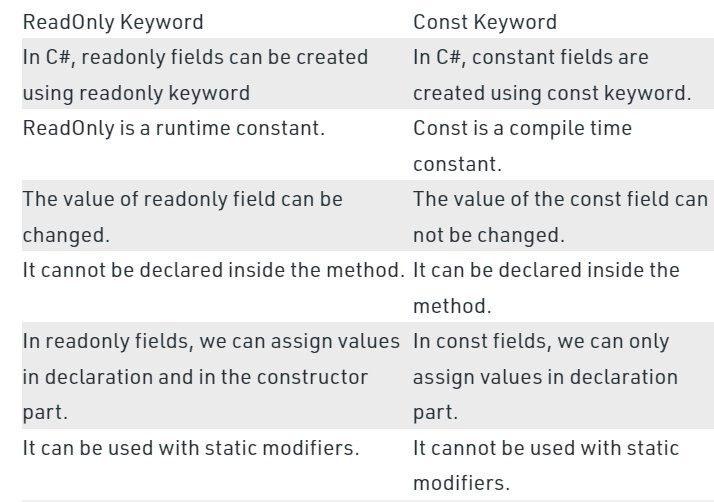 ReadOnly Keyword Const Keyword
In C#, readonly fields can be created In C#, constant fields are
using readonly keyword created using const keyword.
ReadOnly is a runtime constant. Const is a compile time
constant.
The value of readonly field can be The value of the const field can
changed. not be changed.
It cannot be declared inside the method. It can be declared inside the
method.
In readonly fields, we can assign values In const fields, we can only
in declaration and in the constructor assign values in declaration
part. part.
It can be used with static modifiers. It cannot be used with static
modifiers.